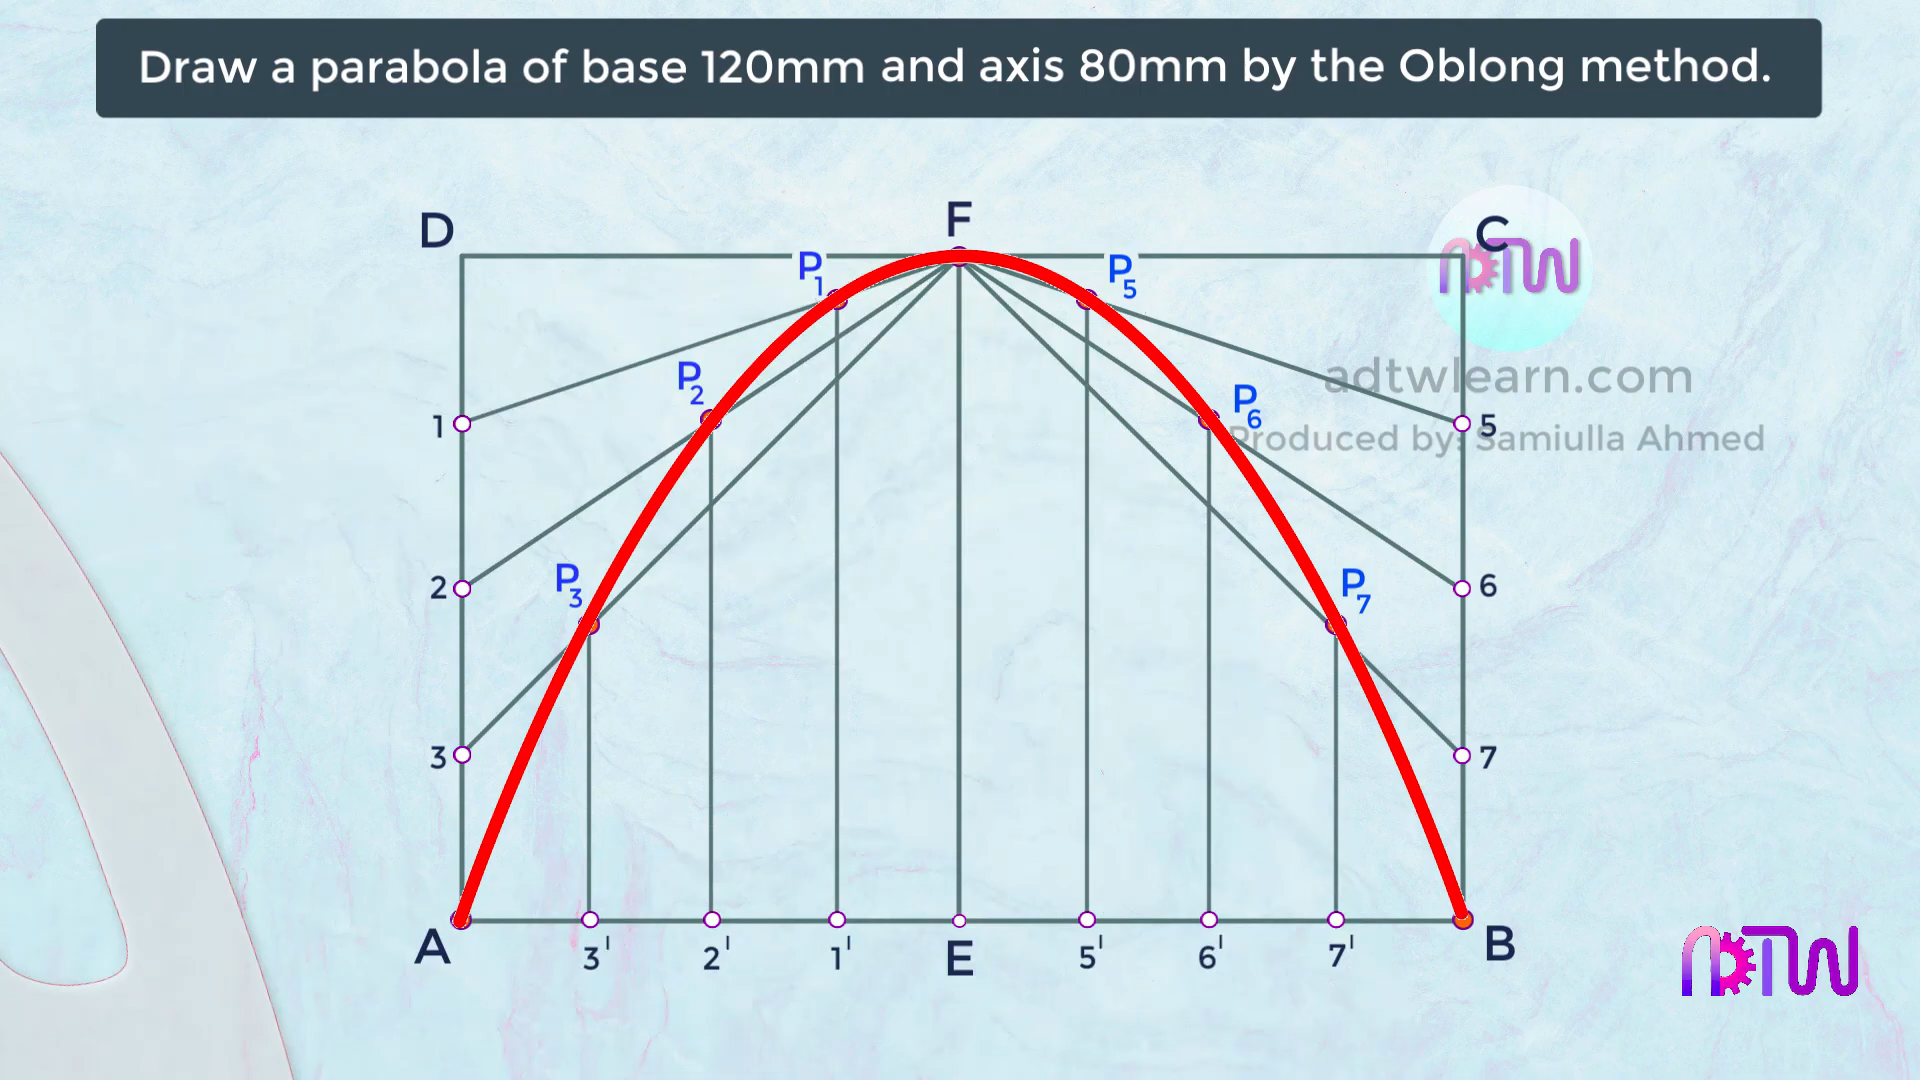 Draw a parabola of base 120mm and axis 80mm by the Oblong method.
D
F
C
P1
P5
adtwlearn.com
P2
P6
1
5
Produced by: Samiulla Ahmed
P3
P7
2
6
3
7
A
3'
2'
1'
E
5'
6'
7'
B